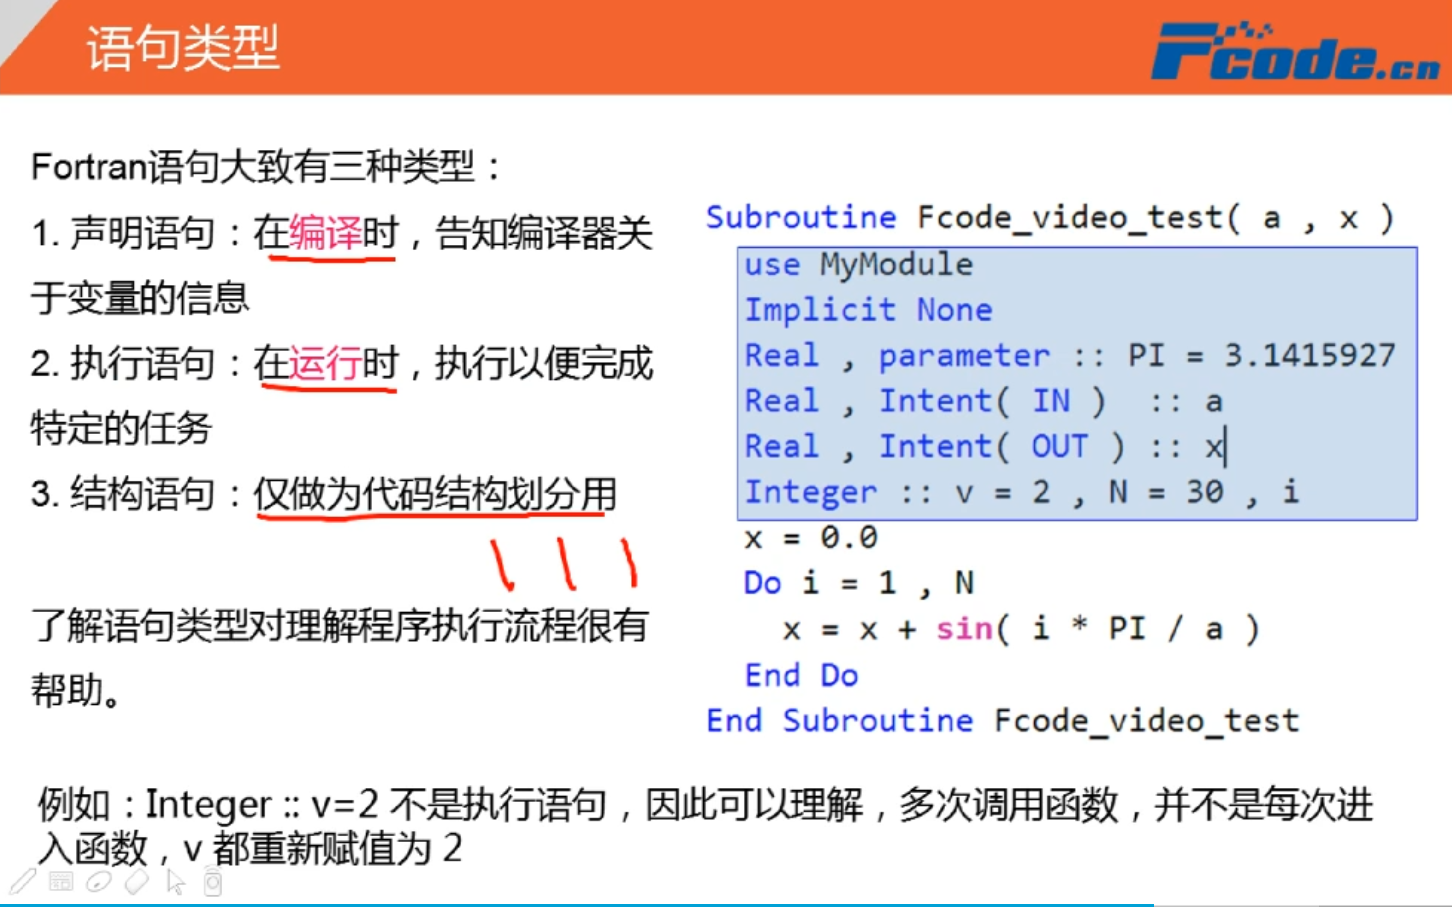 语句类型
Fcode.cn
Fortran语句大致有三种类型：
1. 声明语句：在编译时，告知编译器关
于变量的信息
2. 执行语句：在运行时，执行以便完成
特定的任务
3. 结构语句：仅做为代码结构划分用
了解语句类型对理解程序执行流程很有
帮助。
Subroutine Fcode_video_test( a , x )
use MyModule
Implicit None
Real , parameter :: PI = 3.1415927
Real , Intent( IN ) :: a
Real , Intent( OUT ) :: x
Integer :: v = 2 , N = 30 , i
x = 0.0
Do i = 1 , N
x = x + sin( i * PI / a )
End Do
End Subroutine Fcode_video_test
例如：Integer :: v=2 不是执行语句，因此可以理解，多次调用函数，并不是每次进
入函数，v 都重新赋值为 2